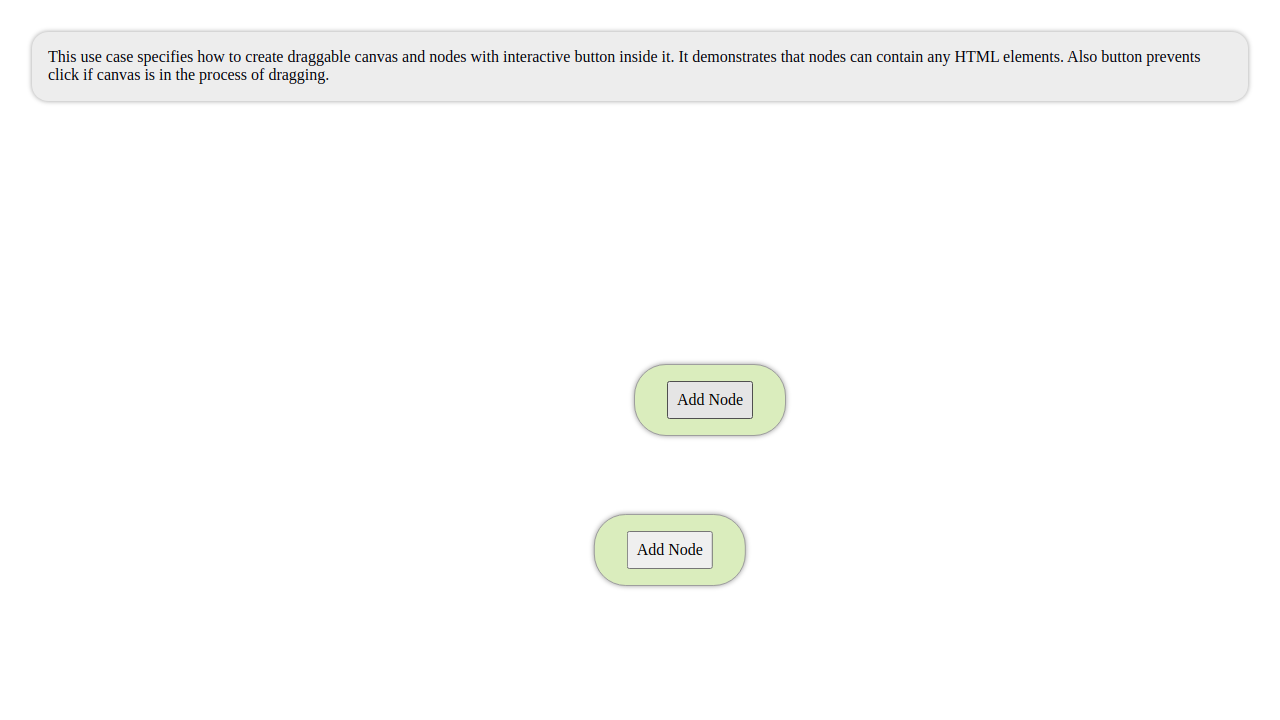 This use case specifies how to create draggable canvas and nodes with interactive button inside it. It demonstrates that nodes can contain any HTML elements. Also button prevents
click if canvas is in the process of dragging.
Add Node
Add Node